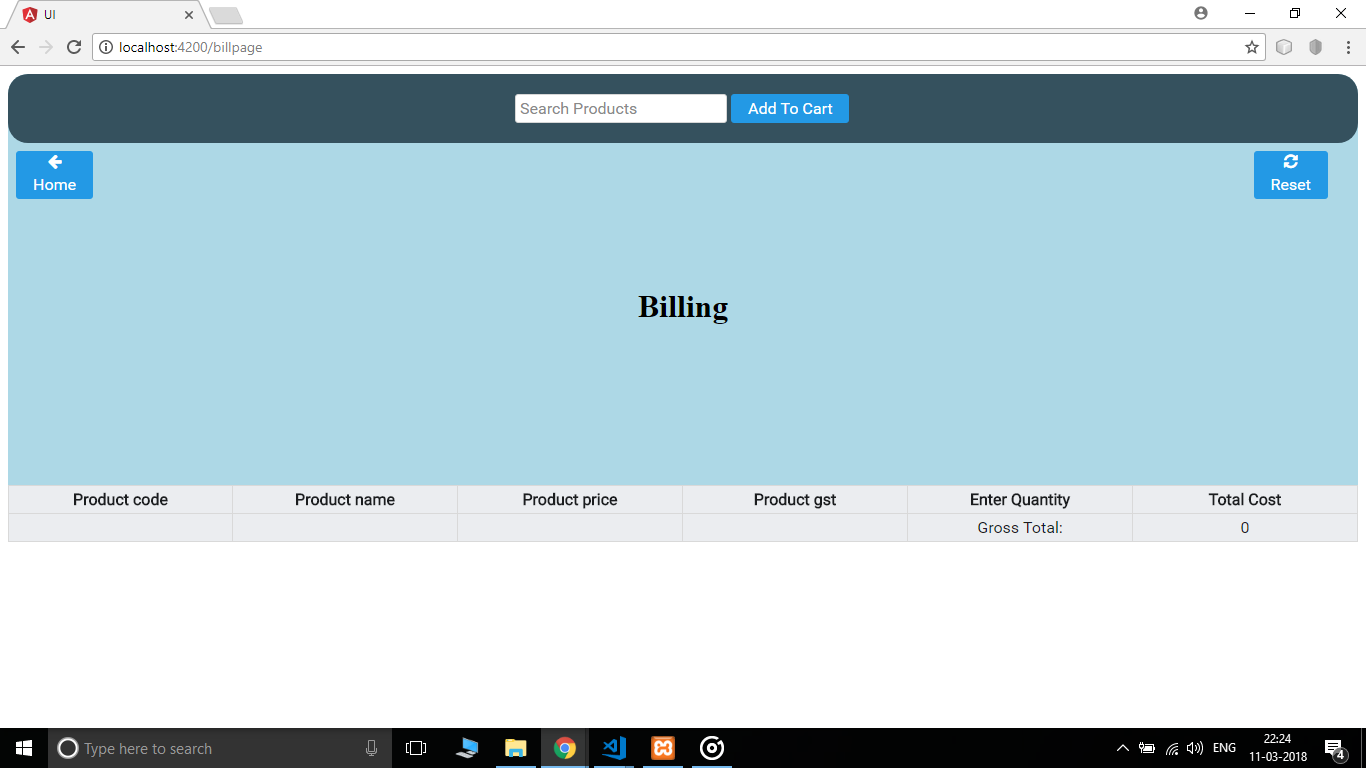 UI
localhost:4200/billpage
Search Products
Add To Cart
Home
Reset
Billing
Product code Product name Product price Product gst Enter Quantity Total Cost
Gross Total: 0
Type here to search
ENG
22:24
11-03-2018
4